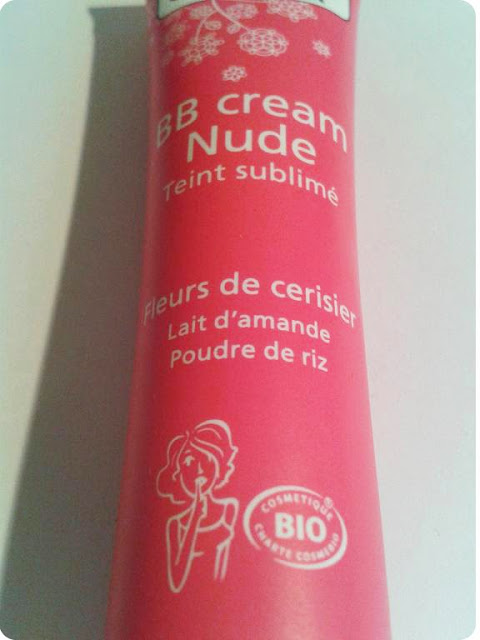 BB cream
Nude
Teint sublimé
Fleurs de cerisier
Lait d'amande
Poudre de riz
COSMETIQUE
BIO
CHARTE COSMEBIO